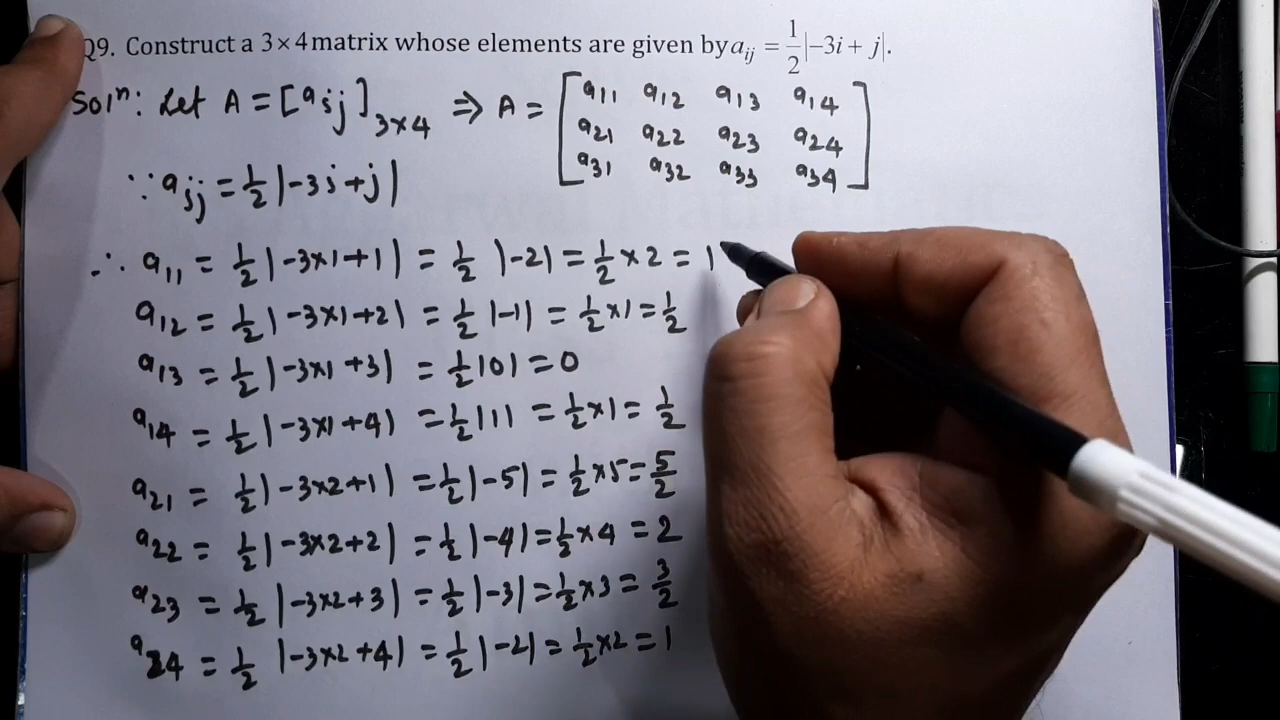 Q9. Construct a 3×4 matrix whose elements are given by a_ij = 1/2|−3i + j|.
Solⁿ: Let A = [a_ij]_3×4 ⇒ A = [a11 a12 a13 a14
a21 a22 a23 a24
a31 a32 a33 a34]
∵ a_ij = 1/2 |-3i + j|
∴ a11 = 1/2 |-3×1+1| = 1/2 |-2| = 1/2 × 2 = 1
a12 = 1/2 |-3×1+2| = 1/2 |-1| = 1/2 ×1 = 1/2
a13 = 1/2 |-3×1 +3| = 1/2 |0| = 0
a14 = 1/2 |-3×1+4| = 1/2 |1| = 1/2 ×1 = 1/2
a21 = 1/2 |-3×2+1| = 1/2 |-5| = 1/2 ×5 = 5/2
a22 = 1/2 |-3×2+2| = 1/2 |-4| = 1/2 ×4 = 2
a23 = 1/2 |-3×2+3| = 1/2 |-3| = 1/2 ×3 = 3/2
a24 = 1/2 |-3×2+4| = 1/2 |-2| = 1/2 ×2 = 1